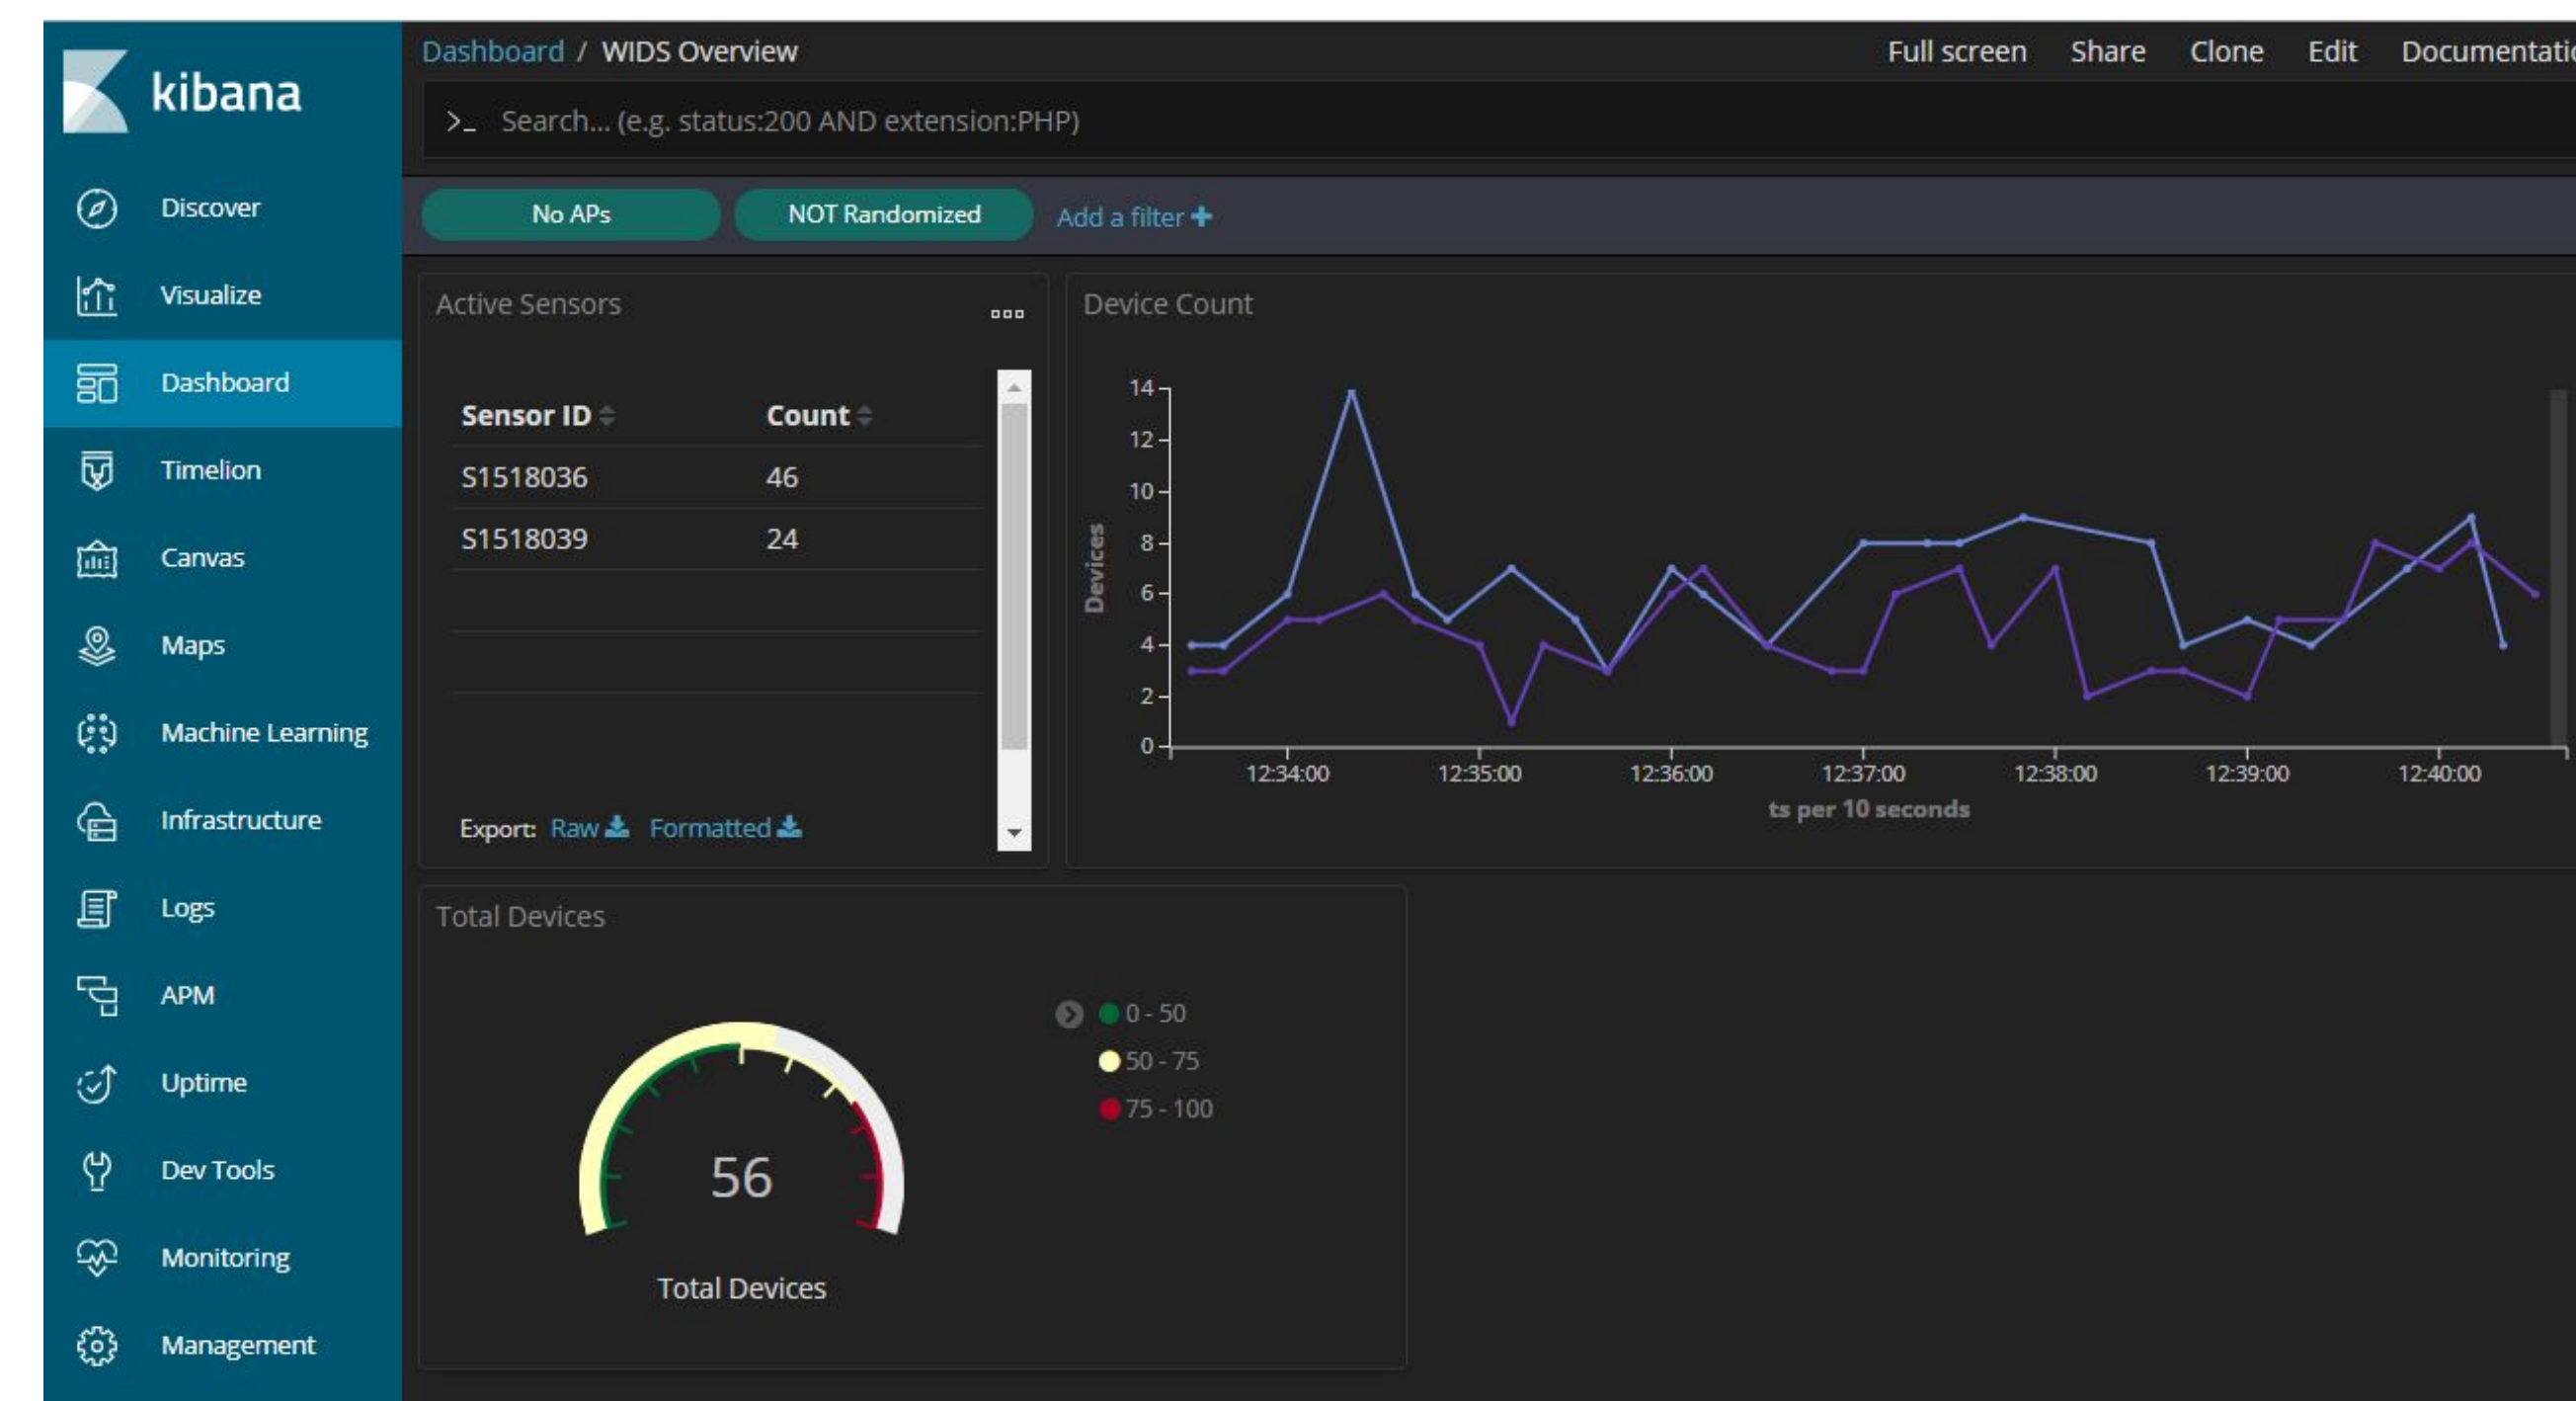 kibana
Discover
Visualize
Dashboard
Timelion
Canvas
Maps
Machine Learning
Infrastructure
Logs
APM
Uptime
Dev Tools
Monitoring
Management
Dashboard / WIDS Overview
Full screen Share Clone Edit Documentatio
>_ Search... (e.g. status:200 AND extension:PHP)
No APs NOT Randomized Add a filter +
Active Sensors
Sensor ID Count
S1518036 46
S1518039 24
Export: Raw Formatted
Device Count
Devices
14
12
10
8
6
4
2
0
12:34:00 12:35:00 12:36:00 12:37:00 12:38:00 12:39:00 12:40:00
ts per 10 seconds
Total Devices
56
Total Devices
0 - 50
50 - 75
75 - 100